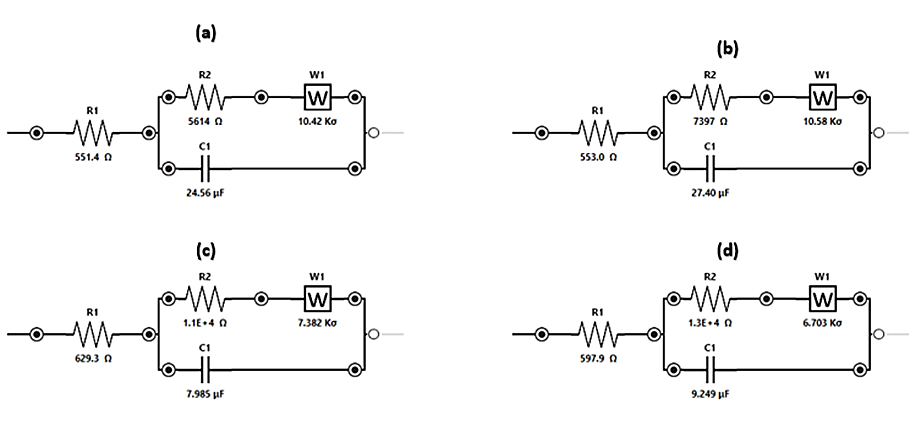 (a)
R2
W1
R1
5614 Ω
W
10.42 Kσ
C1
551.4 Ω
24.56 µF
(b)
R2
W1
R1
7397 Ω
W
10.58 Kσ
C1
553.0 Ω
27.40 µF
(c)
R2
W1
R1
1.1E+4 Ω
W
7.382 Kσ
C1
629.3 Ω
7.985 µF
(d)
R2
W1
R1
1.3E+4 Ω
W
6.703 Kσ
C1
597.9 Ω
9.249 µF